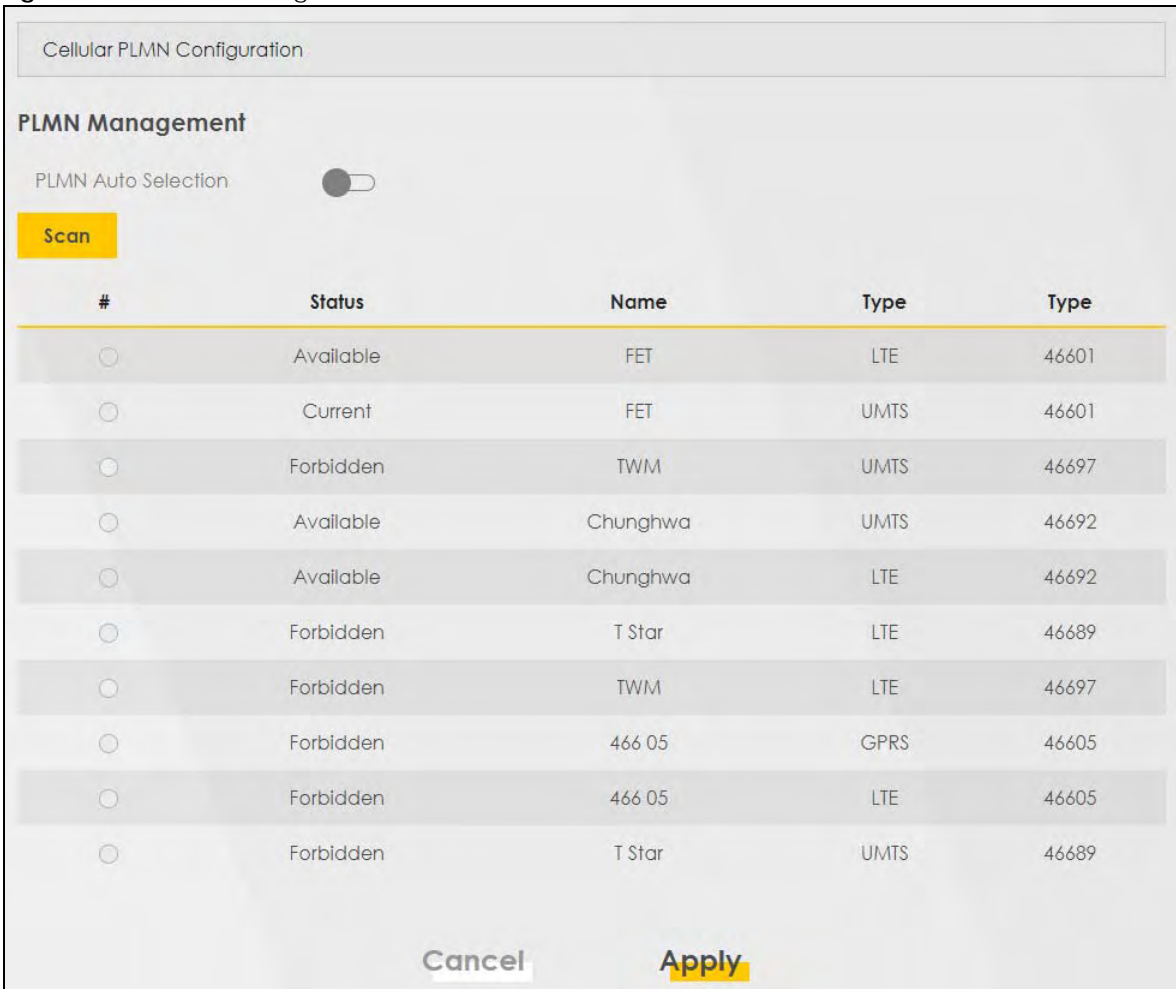 Cellular PLMN Configuration
PLMN Management
PLMN Auto Selection
Scan
# Status Name Type Type
Available FET LTE 46601
Current FET UMTS 46601
Forbidden TWM UMTS 46697
Available Chunghwa UMTS 46692
Available Chunghwa LTE 46692
Forbidden T Star LTE 46689
Forbidden TWM LTE 46697
Forbidden 466 05 GPRS 46605
Forbidden 466 05 LTE 46605
Forbidden T Star UMTS 46689
Cancel Apply